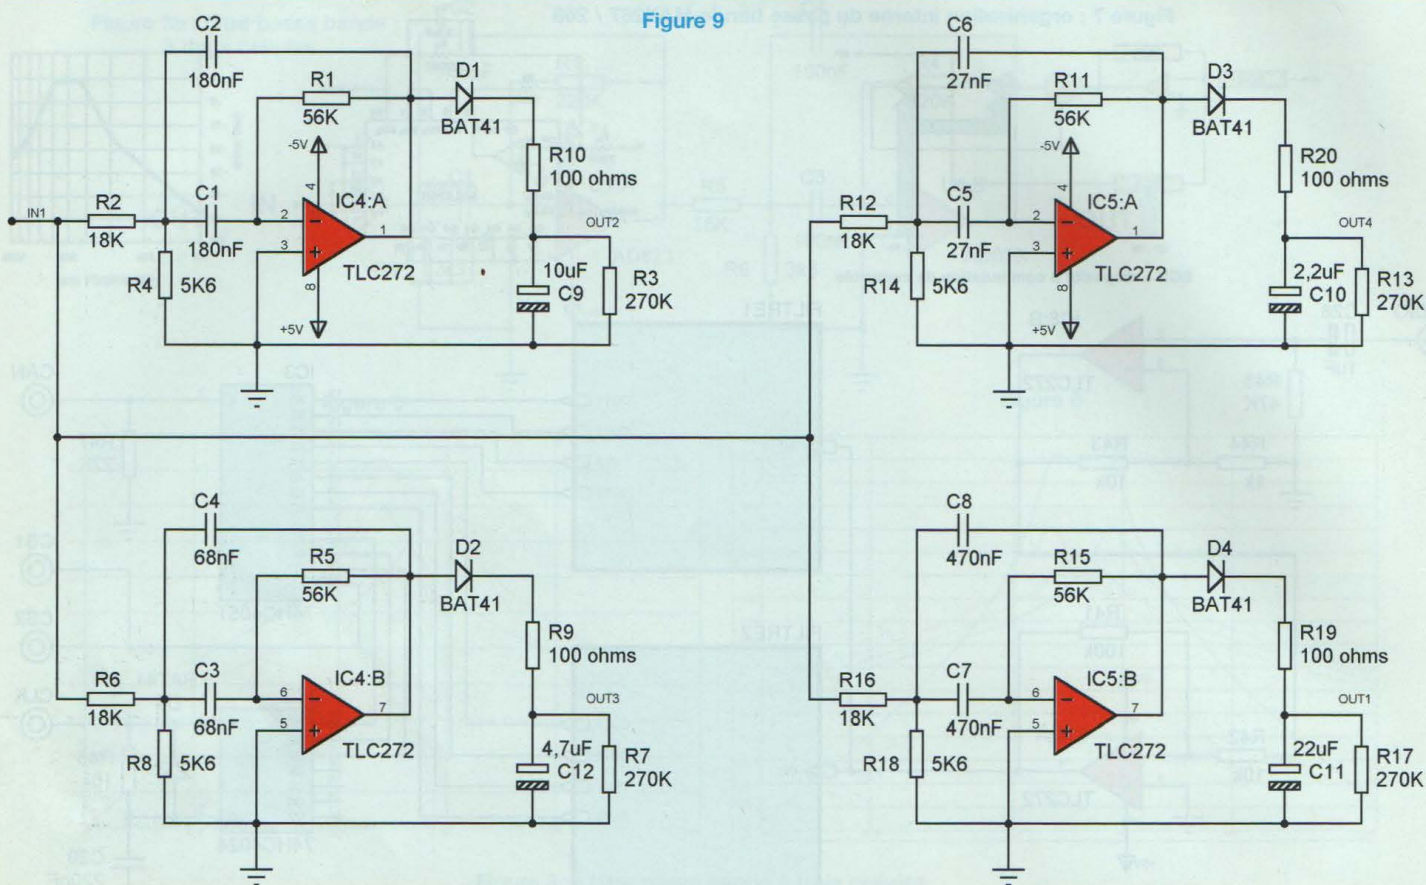 Figure 9
C2
180nF
R1
56K
D1
BAT41
-5V
4
R10
100 ohms
IN1
R2
18K
C1
180nF
2
3
IC4:A
1
TLC272
8
+5V
R4
5K6
OUT2
10uF
C9
R3
270K
C6
27nF
R11
56K
D3
BAT41
-5V
4
R20
100 ohms
R12
18K
C5
27nF
2
3
IC5:A
1
TLC272
8
+5V
R14
5K6
OUT4
2,2uF
C10
R13
270K
C4
68nF
R5
56K
D2
BAT41
R9
100 ohms
R6
18K
C3
68nF
6
5
IC4:B
7
TLC272
R8
5K6
OUT3
4,7uF
C12
R7
270K
C8
470nF
R15
56K
D4
BAT41
R19
100 ohms
R16
18K
C7
470nF
6
5
IC5:B
7
TLC272
R18
5K6
OUT1
22uF
C11
R17
270K